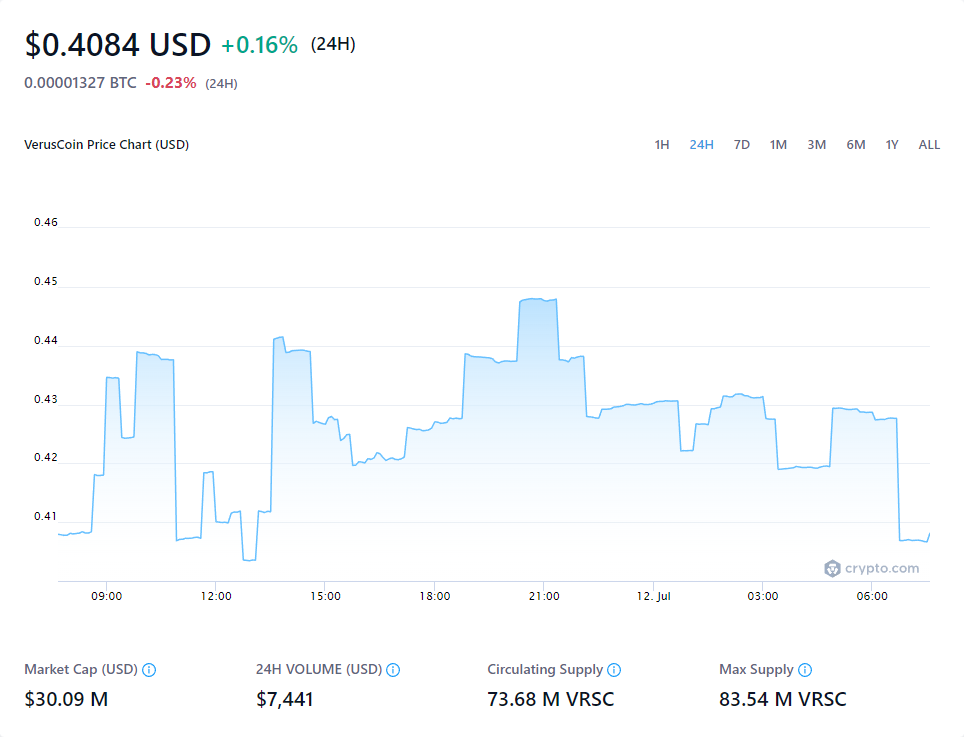 $0.4084 USD +0.16% (24H)
0.00001327 BTC -0.23% (24H)
VerusCoin Price Chart (USD) 1H 24H 7D 1M 3M 6M 1Y ALL
0.46
0.45
0.44
0.43
0.42
0.41
crypto.com
09:00 12:00 15:00 18:00 21:00 12. Jul 03:00 06:00
Market Cap (USD) 24H VOLUME (USD) Circulating Supply Max Supply
$30.09 M $7,441 73.68 M VRSC 83.54 M VRSC